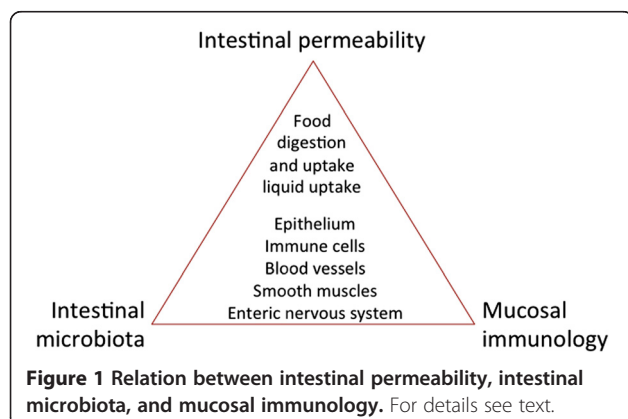 Intestinal permeability
Food
digestion
and uptake
liquid uptake
Epithelium
Immune cells
Blood vessels
Smooth muscles
Enteric nervous system
Intestinal
microbiota
Mucosal
immunology
Figure 1 Relation between intestinal permeability, intestinal
microbiota, and mucosal immunology. For details see text.